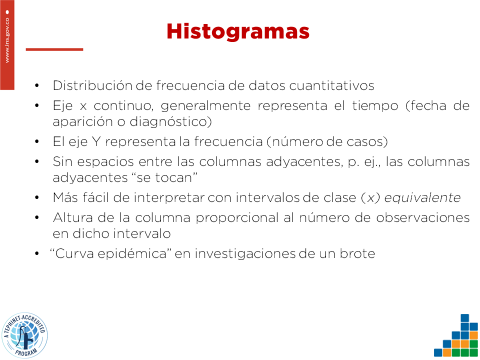 www.ins.gov.co
Histogramas
• Distribución de frecuencia de datos cuantitativos
• Eje x continuo, generalmente representa el tiempo (fecha de
aparición o diagnóstico)
• El eje Y representa la frecuencia (número de casos)
• Sin espacios entre las columnas adyacentes, p. ej., las columnas
adyacentes “se tocan”
• Más fácil de interpretar con intervalos de clase (x) equivalente
• Altura de la columna proporcional al número de observaciones
en dicho intervalo
• “Curva epidémica” en investigaciones de un brote
A TEPHINET ACCREDITED
PROGRAM